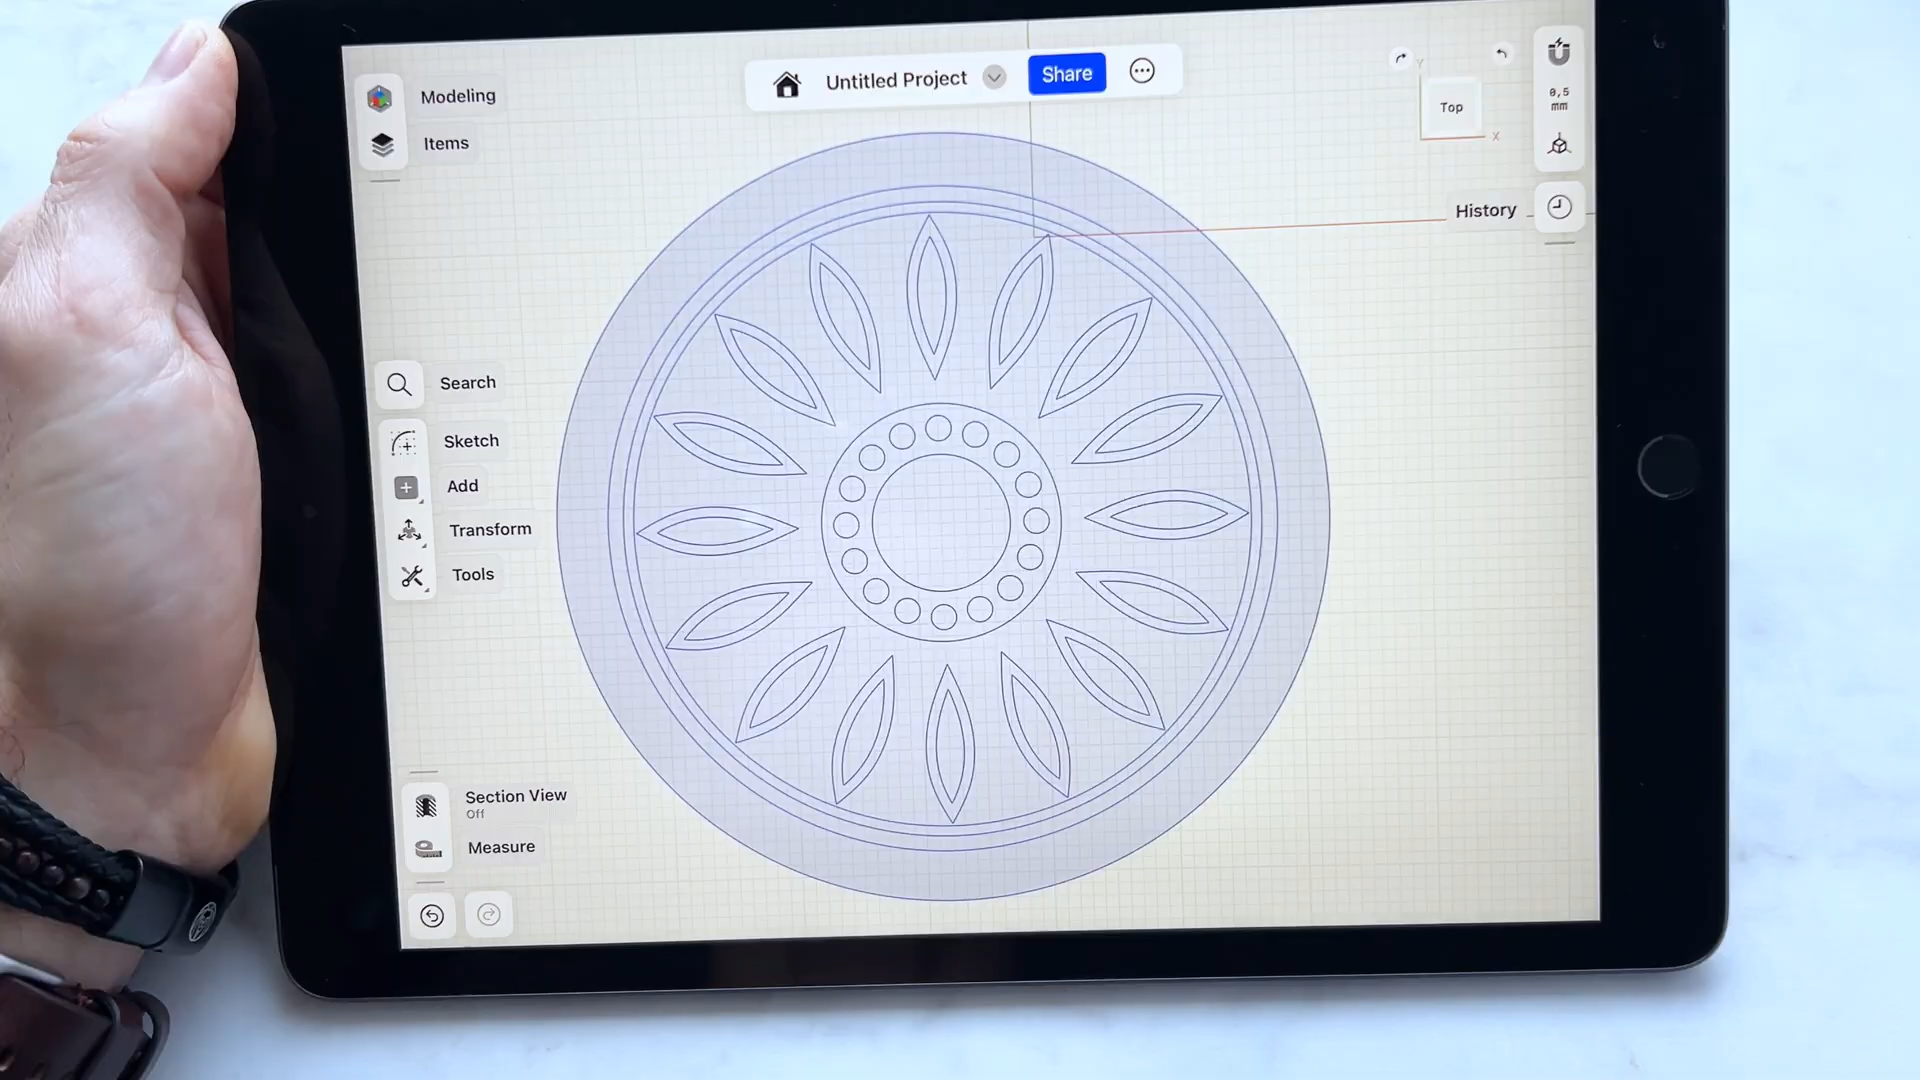 Modeling
Untitled Project
Share
Y
Top
X
0,5
mm
Items
History
Search
Sketch
Add
Transform
Tools
Section View
Off
Measure